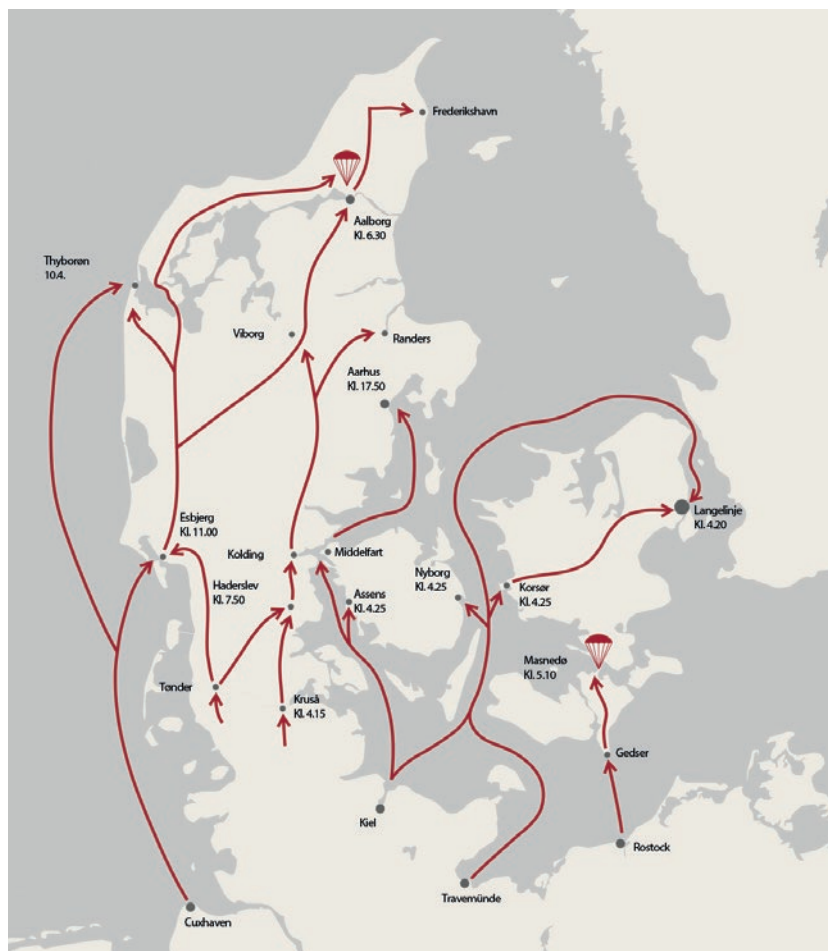 Frederikshavn
Aalborg
Kl. 6.30
Thyborøn
10.4.
Viborg
Randers
Aarhus
Kl. 17.50
Esbjerg
Kl. 11.00
Langelinje
Kl. 4.20
Kolding
Middelfart
Haderslev
Kl. 7.50
Assens
Kl. 4.25
Nyborg
Kl. 4.25
Korsør
Kl. 4.25
Masnedø
Kl. 5.10
Tønder
Kruså
Kl. 4.15
Gedser
Kiel
Rostock
Travemünde
Cuxhaven